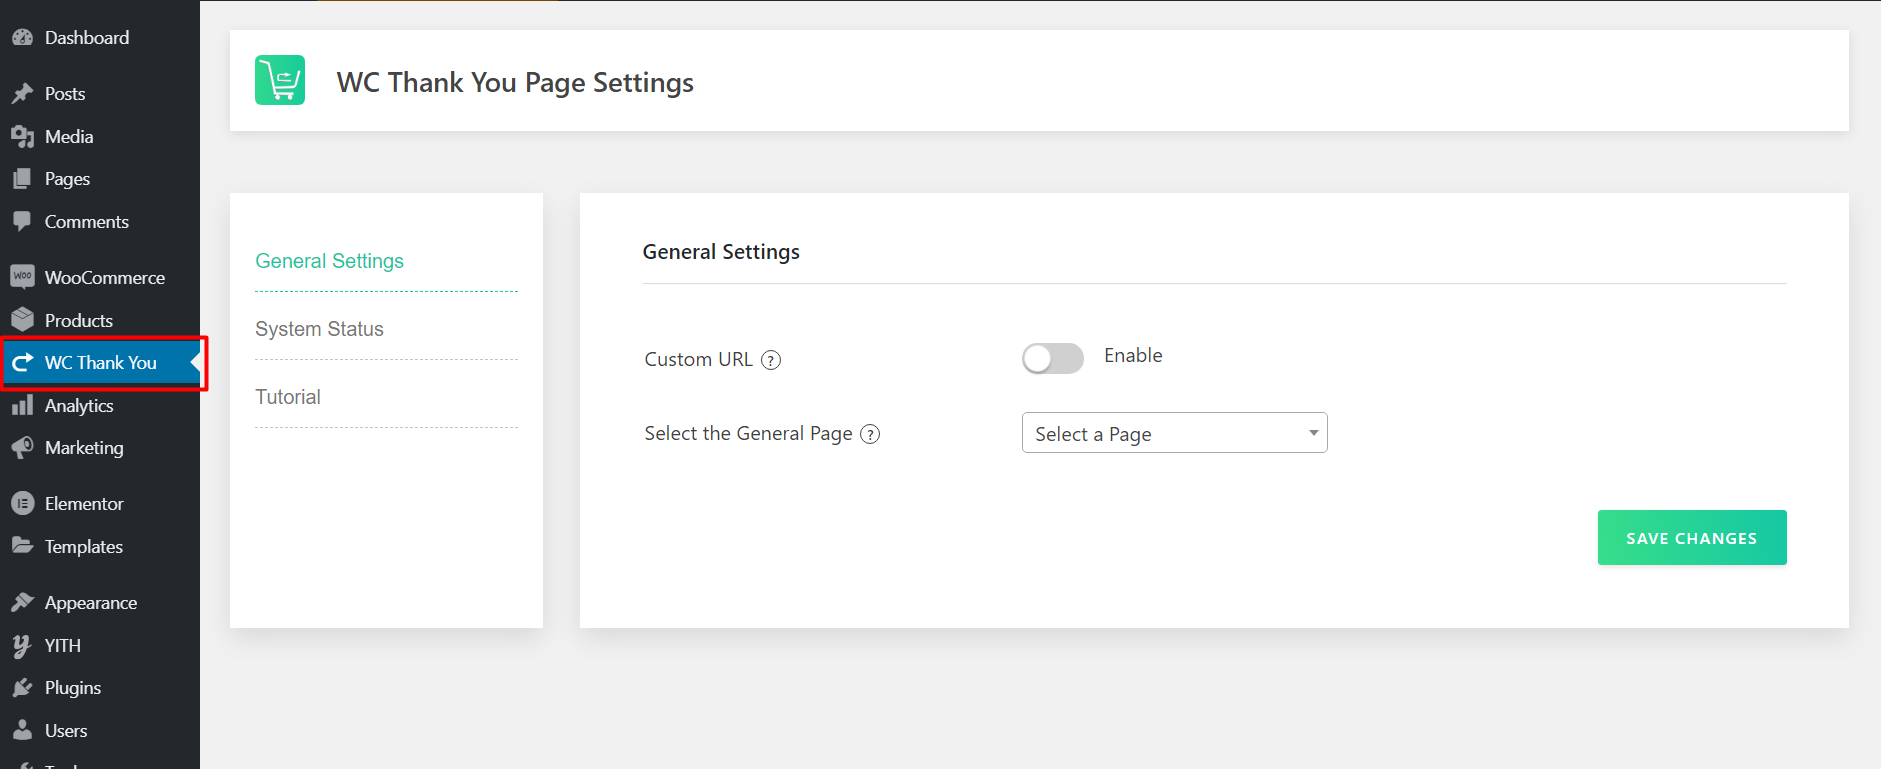 Dashboard
Posts
Media
Pages
Comments
WooCommerce
Products
WC Thank You
Analytics
Marketing
Elementor
Templates
Appearance
YITH
Plugins
Users
WC Thank You Page Settings
General Settings
System Status
Tutorial
General Settings
Custom URL ?
Enable
Select the General Page ?
Select a Page
SAVE CHANGES